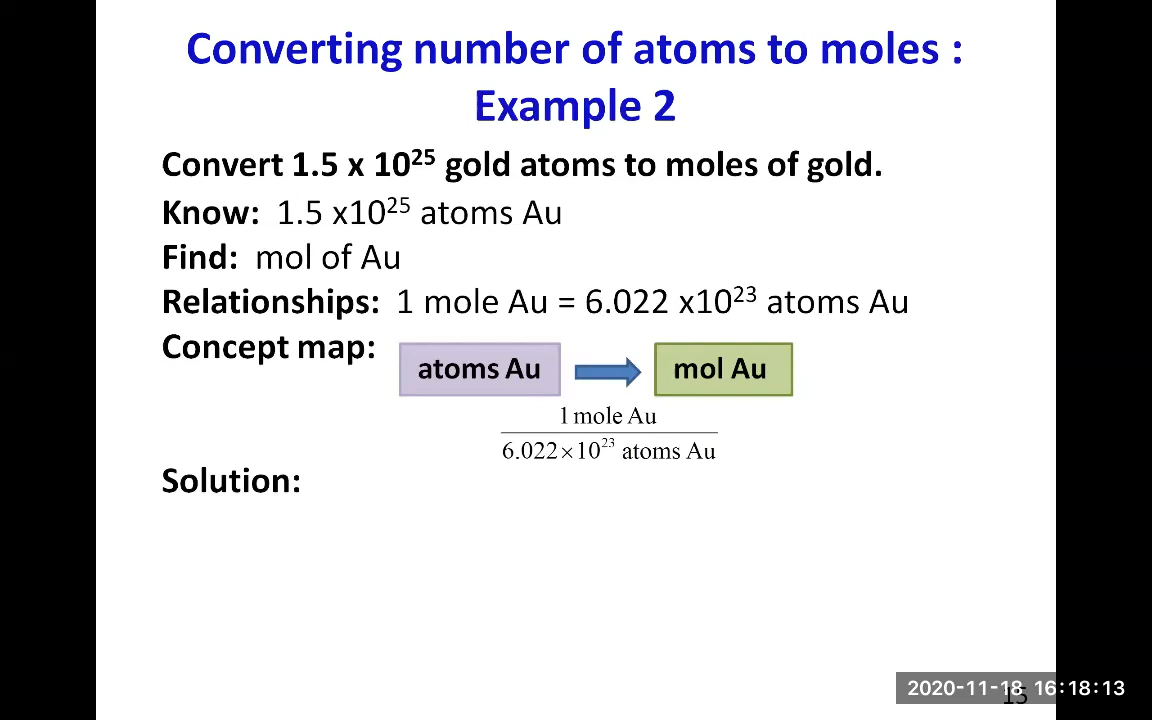 Converting number of atoms to moles :
Example 2
Convert 1.5 x 10²⁵ gold atoms to moles of gold.
Know: 1.5 x10²⁵ atoms Au
Find: mol of Au
Relationships: 1 mole Au = 6.022 x10²³ atoms Au
Concept map:
atoms Au mol Au
1 mole Au
6.022×10²³ atoms Au
Solution:
2020-11-18 16:18:13
15